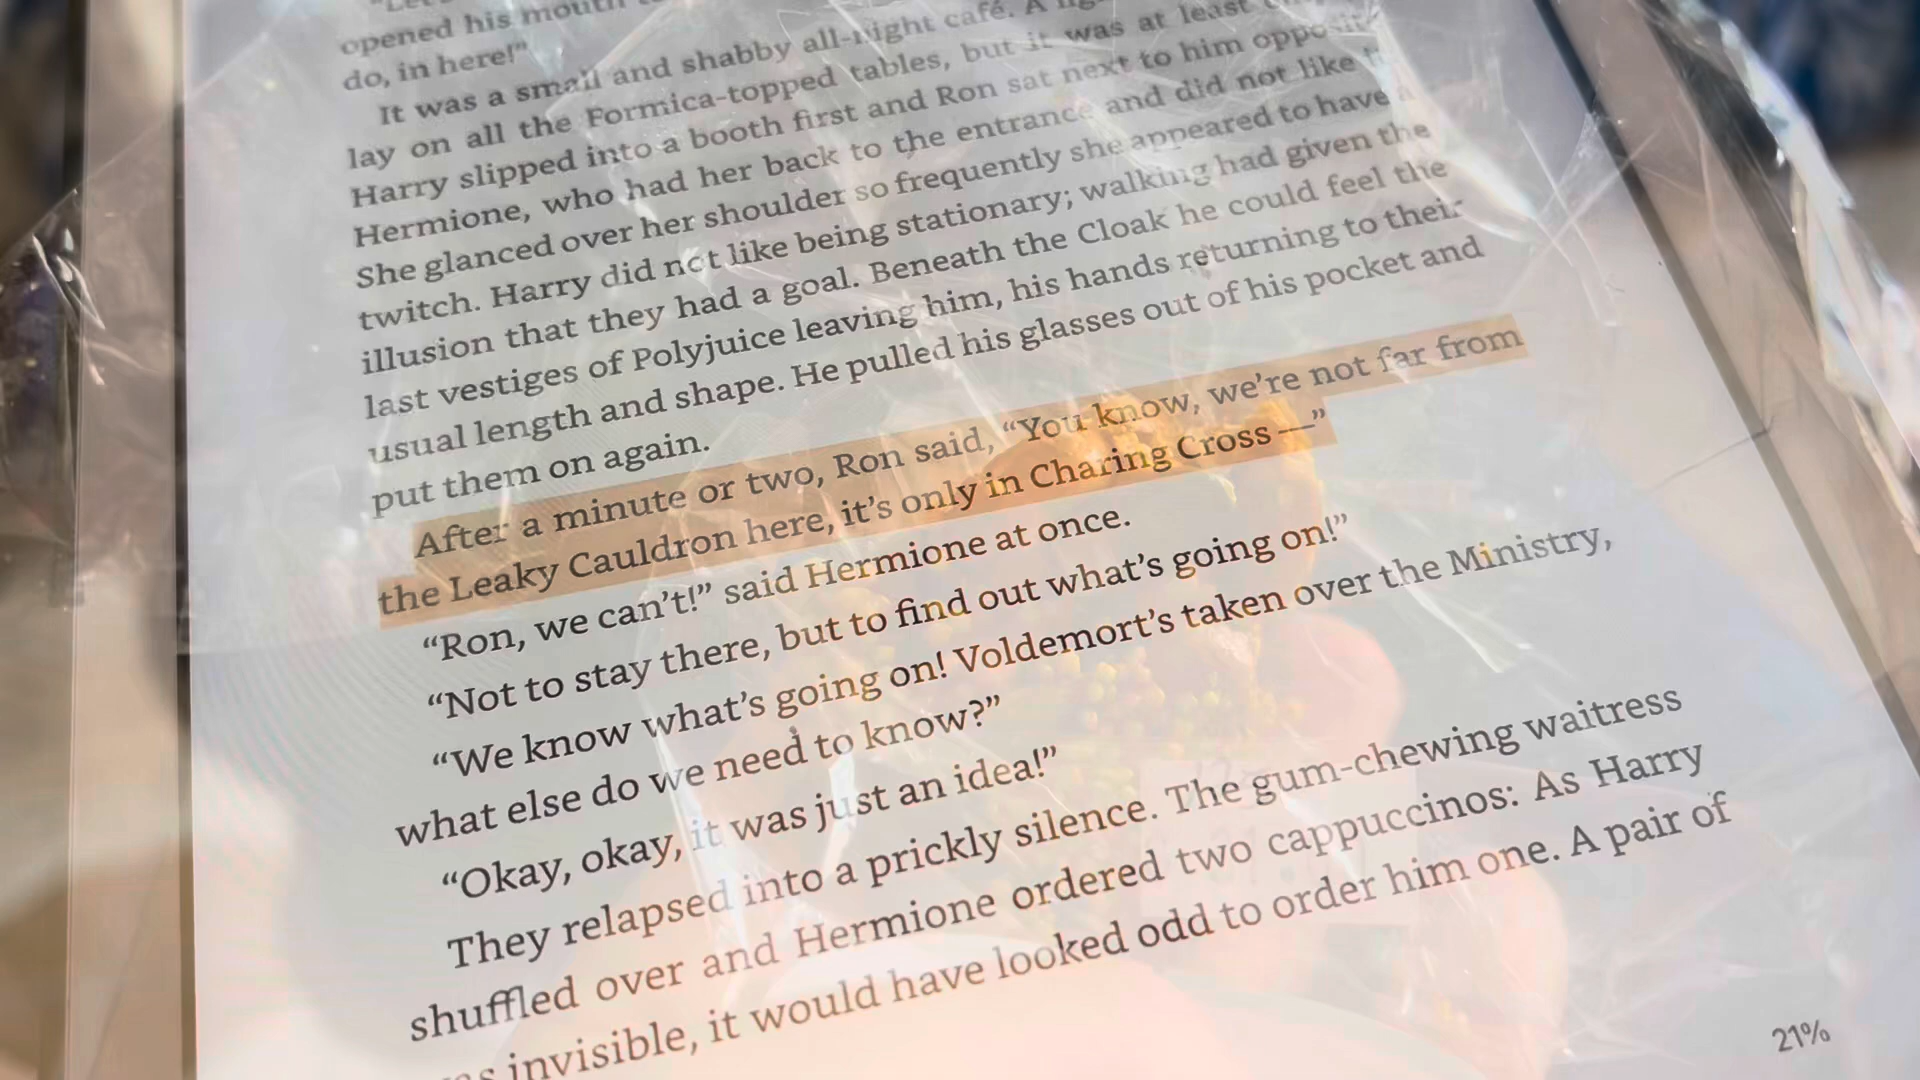 "Let's
opened his mouth
do, in here!"
It was a small and shabby all-night café. A
lay on all the Formica-topped tables, but it was at least
Harry slipped into a booth first and Ron sat next to him opposite
Hermione, who had her back to the entrance and did not like
She glanced over her shoulder so frequently she appeared to have a
twitch. Harry did not like being stationary; walking had given the
illusion that they had a goal. Beneath the Cloak he could feel the
last vestiges of Polyjuice leaving him, his hands returning to their
usual length and shape. He pulled his glasses out of his pocket and
put them on again.
After a minute or two, Ron said, “You know, we’re not far from
the Leaky Cauldron here, it’s only in Charing Cross —”
“Ron, we can’t!” said Hermione at once.
“Not to stay there, but to find out what’s going on!”
“We know what’s going on! Voldemort’s taken over the Ministry,
what else do we need to know?”
“Okay, okay, it was just an idea!”
They relapsed into a prickly silence. The gum-chewing waitress
shuffled over and Hermione ordered two cappuccinos: As Harry
invisible, it would have looked odd to order him one. A pair of
21%